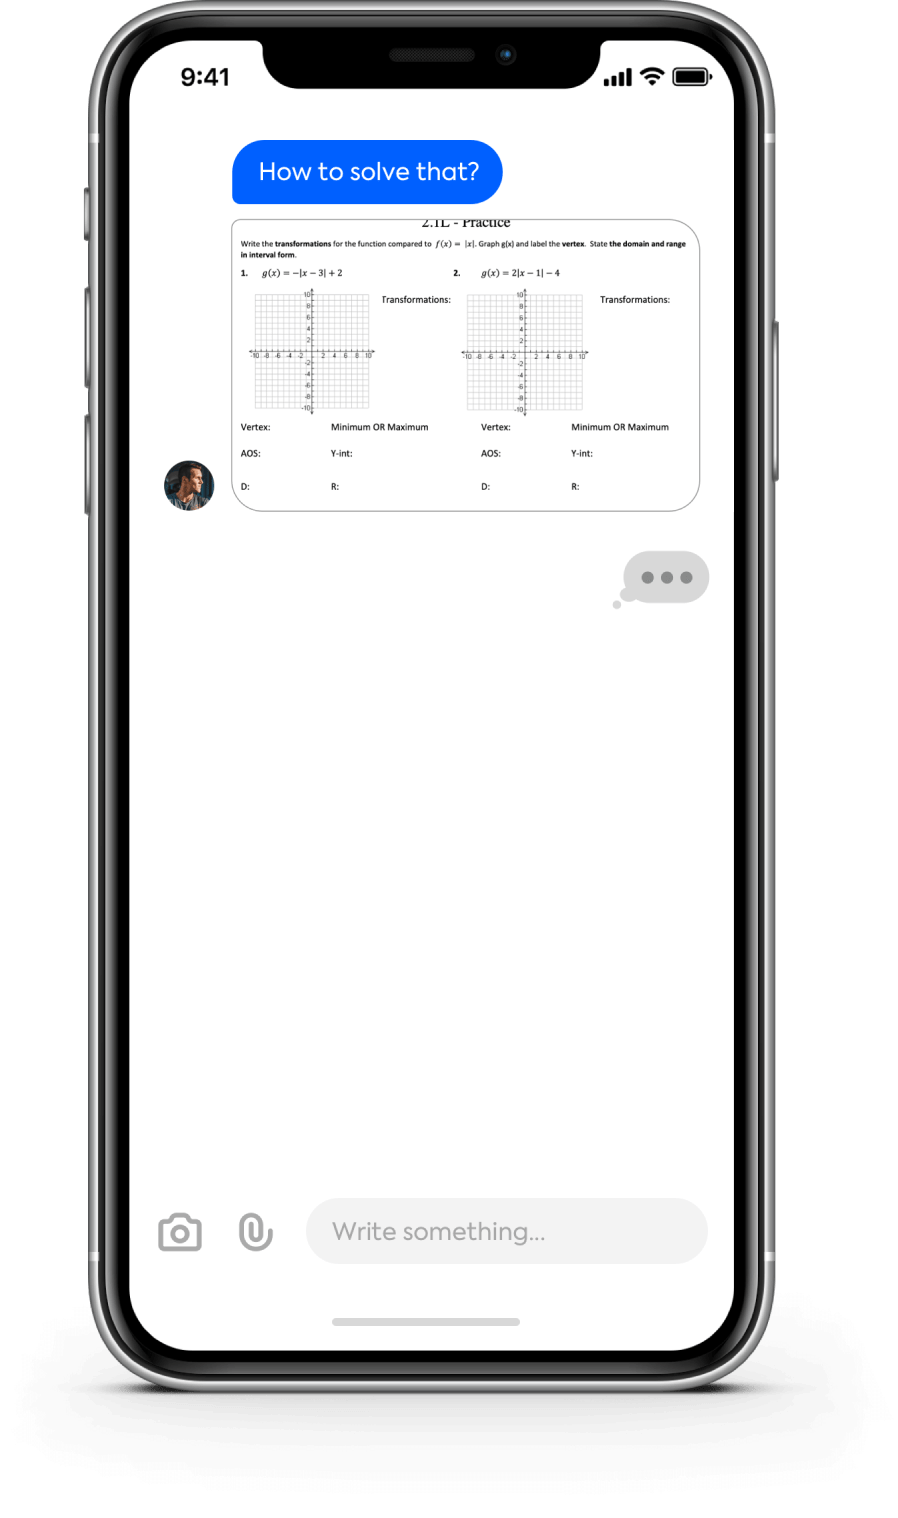 9:41
How to solve that?
2.1L - Practice
Write the transformations for the function compared to f(x) = |x|. Graph g(x) and label the vertex. State the domain and range
in interval form.
1. g(x) = −|x − 3| + 2
2. g(x) = 2|x − 1| − 4
Transformations:
10
8
6
4
2
-10 -8 -6 -4 -2 2 4 6 8 10
-2
-4
-6
-8
-10
Transformations:
10
8
6
4
2
-10 -8 -6 -4 -2 2 4 6 8 10
-2
-4
-6
-8
-10
Vertex: Minimum OR Maximum
AOS: Y-int:
D: R:
Vertex: Minimum OR Maximum
AOS: Y-int:
D: R:
Write something...